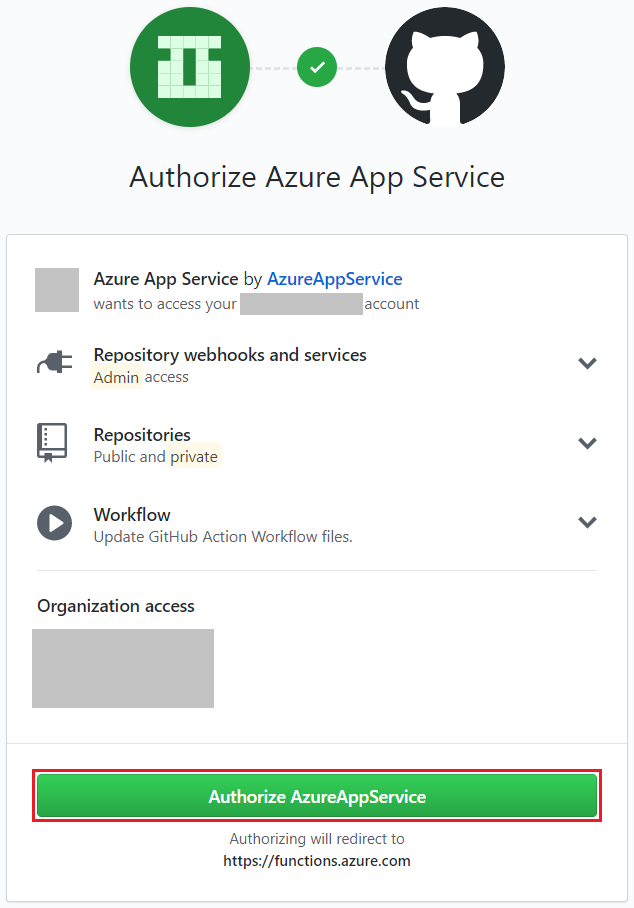 Authorize Azure App Service
Azure App Service by AzureAppService
wants to access your account
Repository webhooks and services
Admin access
Repositories
Public and private
Workflow
Update GitHub Action Workflow files.
Organization access
Authorize AzureAppService
Authorizing will redirect to
https://functions.azure.com